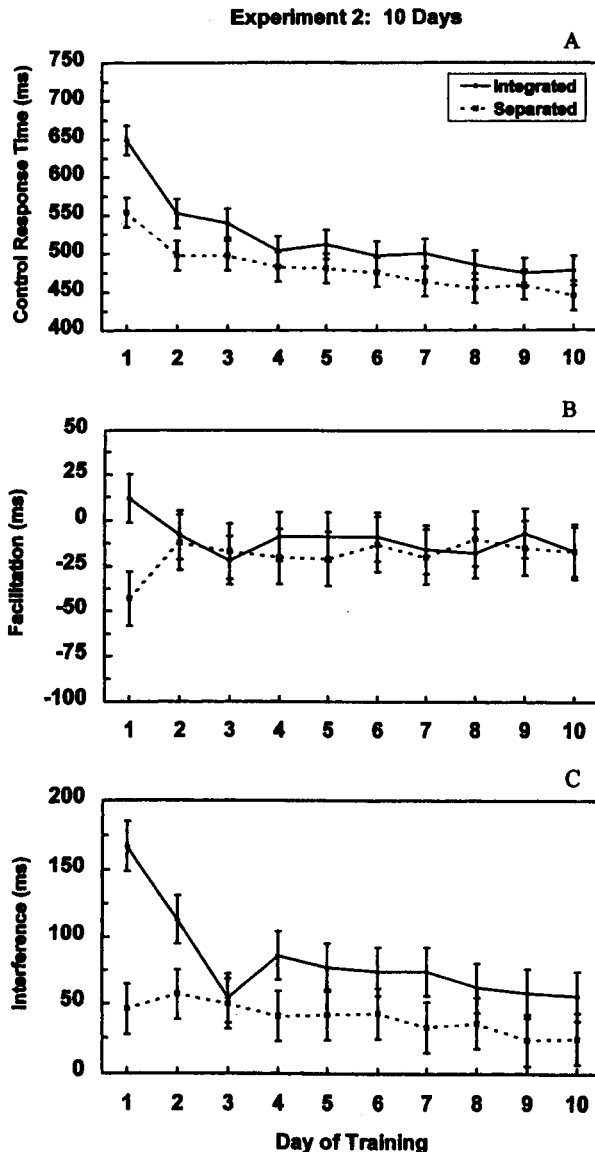 Experiment 2: 10 Days
A
Control Response Time (ms)
750
700
650
600
550
500
450
400
Integrated
Separated
1 2 3 4 5 6 7 8 9 10
B
Facilitation (ms)
50
25
0
-25
-50
-75
-100
1 2 3 4 5 6 7 8 9 10
C
Interference (ms)
200
150
100
50
0
1 2 3 4 5 6 7 8 9 10
Day of Training